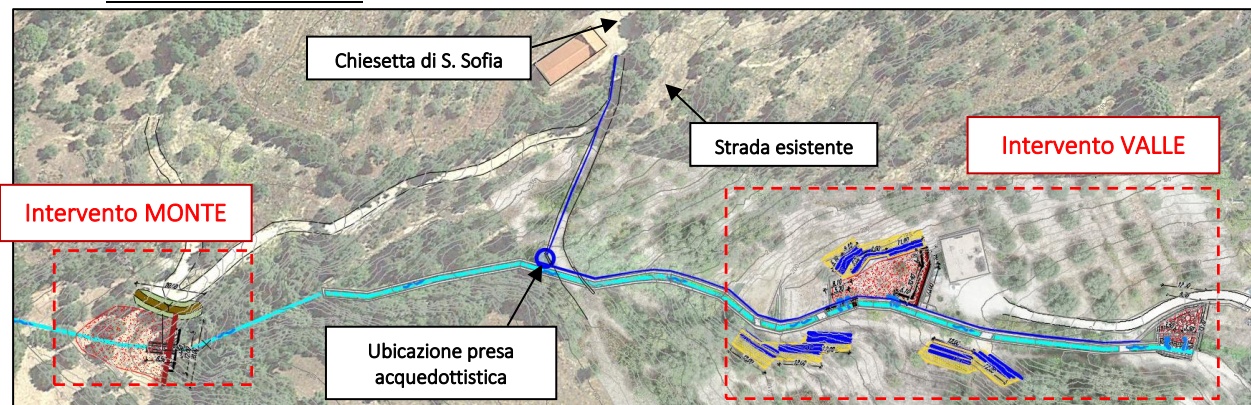 Chiesetta di S. Sofia
Strada esistente
Intervento VALLE
Intervento MONTE
Ubicazione presa
acquedottistica